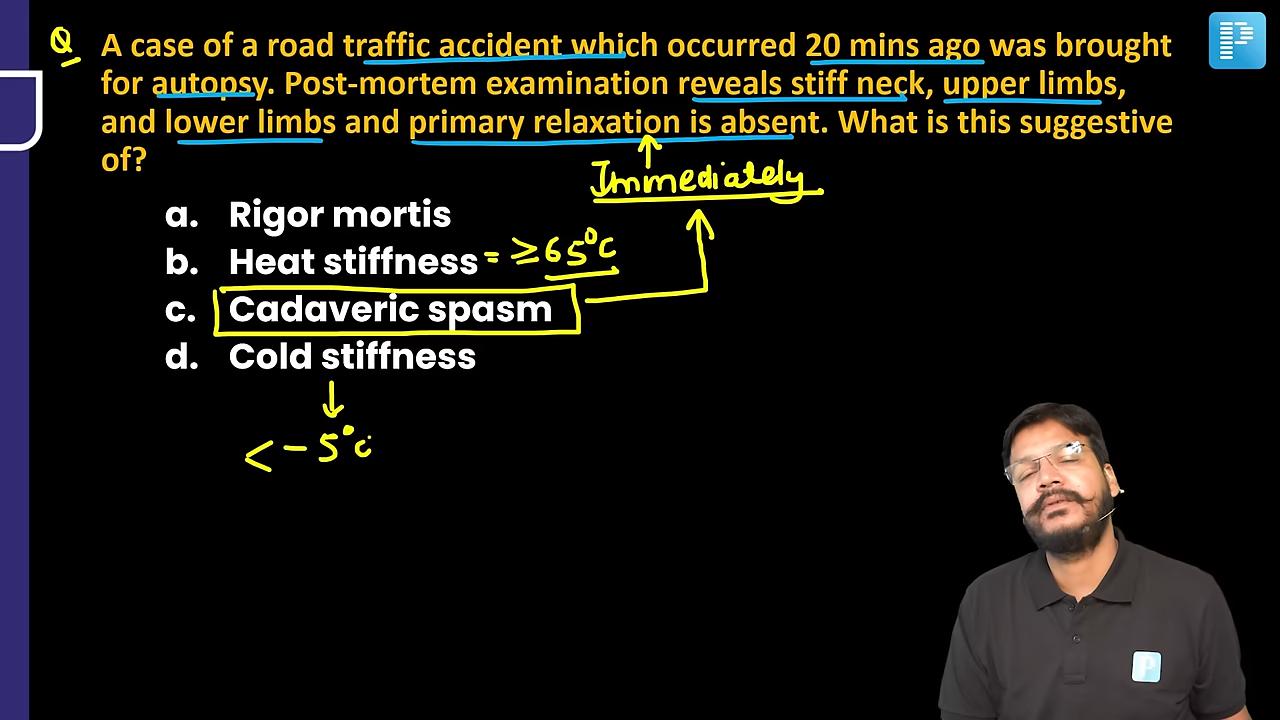 Q A case of a road traffic accident which occurred 20 mins ago was brought
for autopsy. Post-mortem examination reveals stiff neck, upper limbs,
and lower limbs and primary relaxation is absent. What is this suggestive
of?
Immediately
a. Rigor mortis
b. Heat stiffness = ≥65°C
c. Cadaveric spasm
d. Cold stiffness
< -5°C